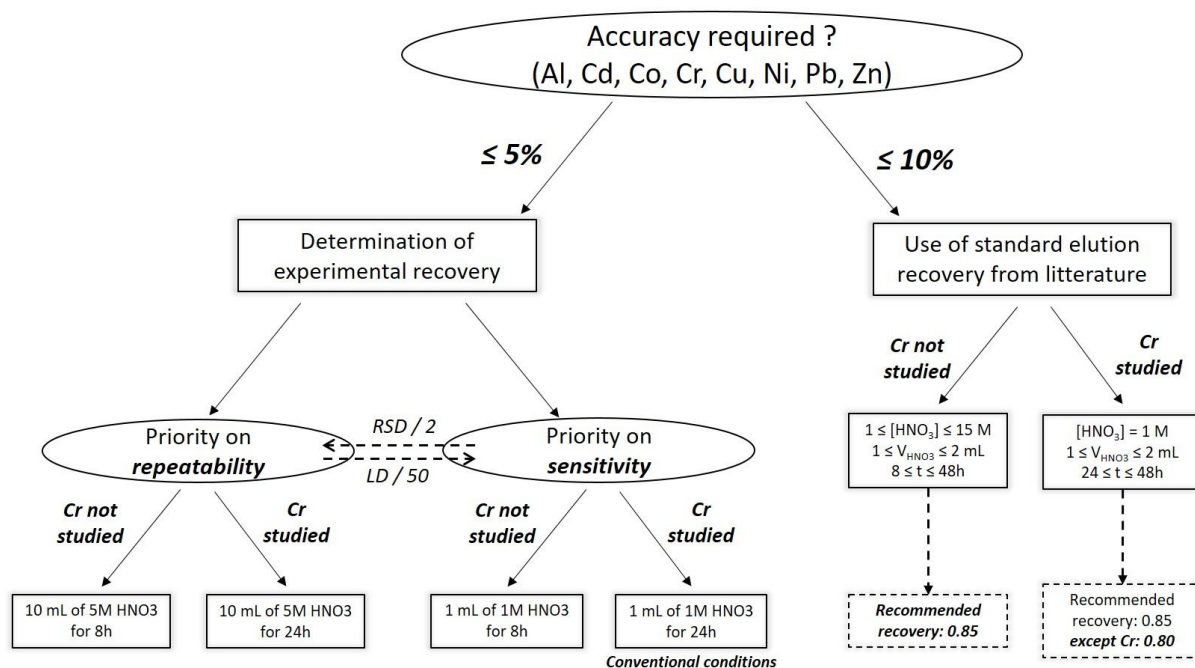 Accuracy required ?
(Al, Cd, Co, Cr, Cu, Ni, Pb, Zn)
≤ 5%
≤ 10%
Determination of
experimental recovery
Use of standard elution
recovery from litterature
Cr not
studied
Cr
studied
Priority on
repeatability
RSD / 2
LD / 50
Priority on
sensitivity
1 ≤ [HNO₃] ≤ 15 M
1 ≤ V_HNO3 ≤ 2 mL
8 ≤ t ≤ 48h
[HNO₃] = 1 M
1 ≤ V_HNO3 ≤ 2 mL
24 ≤ t ≤ 48h
Cr not
studied
Cr
studied
Cr not
studied
Cr
studied
10 mL of 5M HNO3
for 8h
10 mL of 5M HNO3
for 24h
1 mL of 1M HNO3
for 8h
1 mL of 1M HNO3
for 24h
Conventional conditions
Recommended
recovery: 0.85
Recommended
recovery: 0.85
except Cr: 0.80